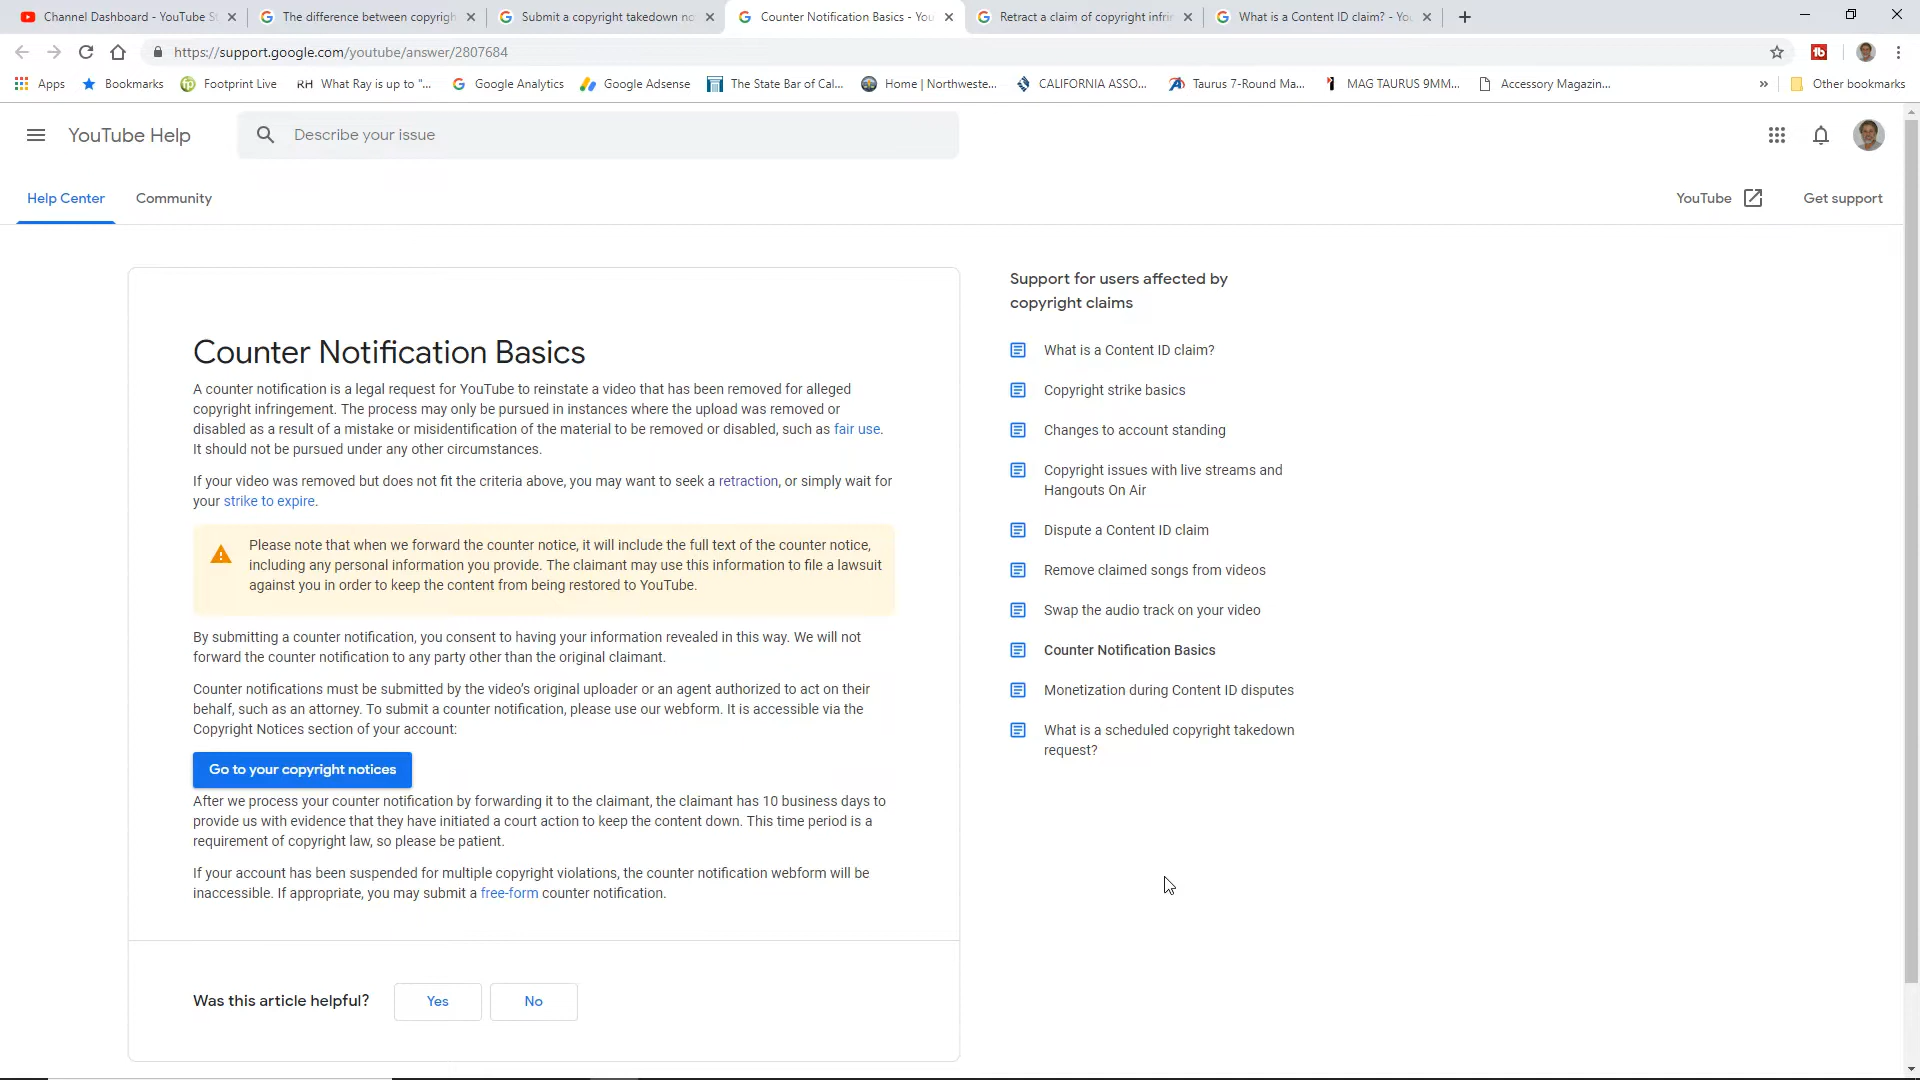 Channel Dashboard - YouTube St
The difference between copyrigh
Submit a copyright takedown no
Counter Notification Basics - You
Retract a claim of copyright infri
What is a Content ID claim? - You
https://support.google.com/youtube/answer/2807684
Apps
Bookmarks
fp Footprint Live
RH What Ray is up to "...
Google Analytics
Google Adsense
The State Bar of Cal...
Home | Northweste...
CALIFORNIA ASSO...
Taurus 7-Round Ma...
MAG TAURUS 9MM...
Accessory Magazin...
»
Other bookmarks
YouTube Help
Describe your issue
Help Center
Community
YouTube
Get support
Counter Notification Basics
A counter notification is a legal request for YouTube to reinstate a video that has been removed for alleged
copyright infringement. The process may only be pursued in instances where the upload was removed or
disabled as a result of a mistake or misidentification of the material to be removed or disabled, such as fair use.
It should not be pursued under any other circumstances.
If your video was removed but does not fit the criteria above, you may want to seek a retraction, or simply wait for
your strike to expire.
Please note that when we forward the counter notice, it will include the full text of the counter notice,
including any personal information you provide. The claimant may use this information to file a lawsuit
against you in order to keep the content from being restored to YouTube.
By submitting a counter notification, you consent to having your information revealed in this way. We will not
forward the counter notification to any party other than the original claimant.
Counter notifications must be submitted by the video's original uploader or an agent authorized to act on their
behalf, such as an attorney. To submit a counter notification, please use our webform. It is accessible via the
Copyright Notices section of your account:
Go to your copyright notices
After we process your counter notification by forwarding it to the claimant, the claimant has 10 business days to
provide us with evidence that they have initiated a court action to keep the content down. This time period is a
requirement of copyright law, so please be patient.
If your account has been suspended for multiple copyright violations, the counter notification webform will be
inaccessible. If appropriate, you may submit a free-form counter notification.
Was this article helpful?
Yes
No
Support for users affected by
copyright claims
What is a Content ID claim?
Copyright strike basics
Changes to account standing
Copyright issues with live streams and
Hangouts On Air
Dispute a Content ID claim
Remove claimed songs from videos
Swap the audio track on your video
Counter Notification Basics
Monetization during Content ID disputes
What is a scheduled copyright takedown
request?